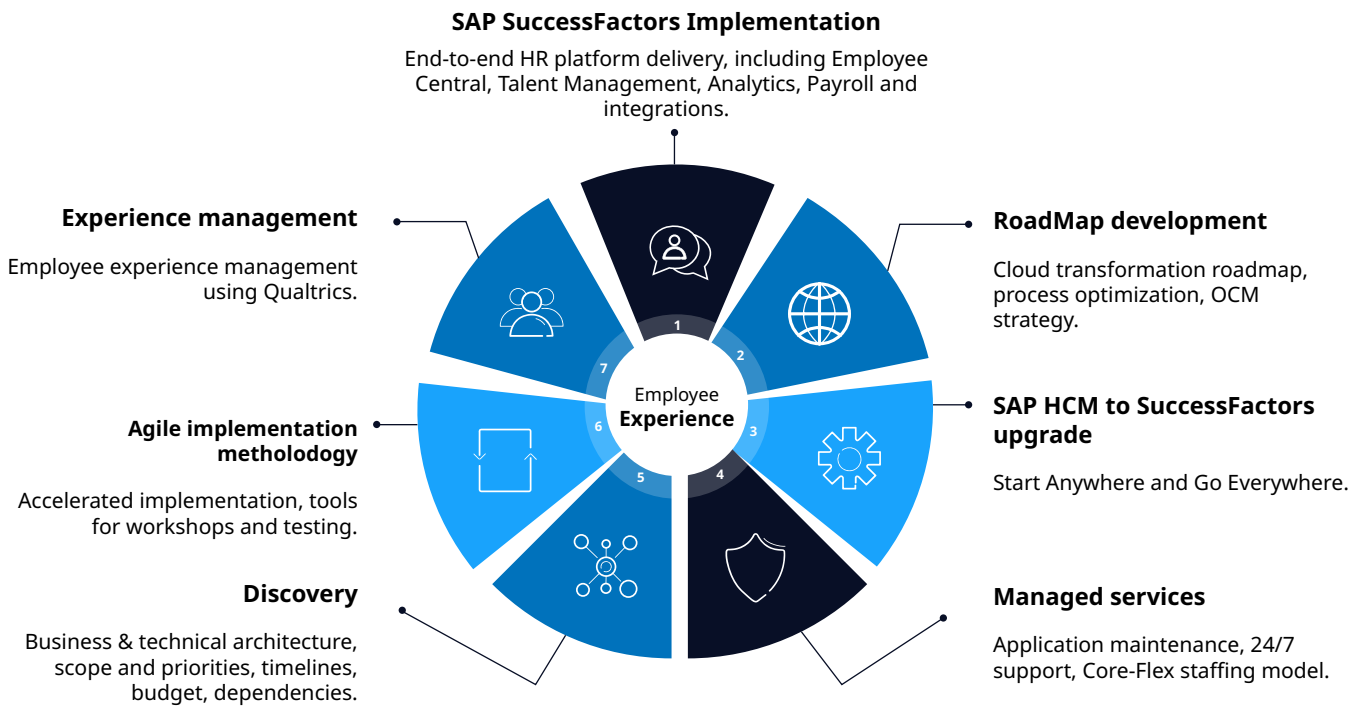 SAP SuccessFactors Implementation
End-to-end HR platform delivery, including Employee
Central, Talent Management, Analytics, Payroll and
integrations.
Experience management
Employee experience management
using Qualtrics.
RoadMap development
Cloud transformation roadmap,
process optimization, OCM
strategy.
1
2
7
Employee
Experience
3
6
4
5
SAP HCM to SuccessFactors
upgrade
Start Anywhere and Go Everywhere.
Agile implementation
metholodogy
Accelerated implementation, tools
for workshops and testing.
Discovery
Business & technical architecture,
scope and priorities, timelines,
budget, dependencies.
Managed services
Application maintenance, 24/7
support, Core-Flex staffing model.